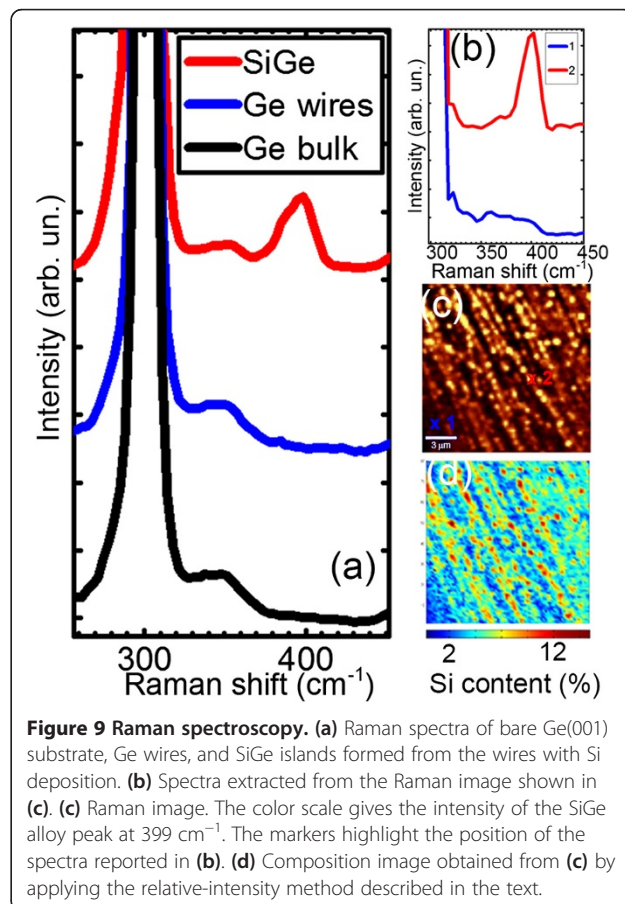 SiGe
Ge wires
Ge bulk
Intensity (arb. un.)
(a)
300
400
Raman shift (cm⁻¹)
(b)
1
2
Intensity (arb. un.)
300
350
400
450
Raman shift (cm⁻¹)
(c)
x 2
x 1
3 μm
(d)
2
12
Si content (%)
Figure 9 Raman spectroscopy. (a) Raman spectra of bare Ge(001)
substrate, Ge wires, and SiGe islands formed from the wires with Si
deposition. (b) Spectra extracted from the Raman image shown in
(c). (c) Raman image. The color scale gives the intensity of the SiGe
alloy peak at 399 cm⁻¹. The markers highlight the position of the
spectra reported in (b). (d) Composition image obtained from (c) by
applying the relative-intensity method described in the text.